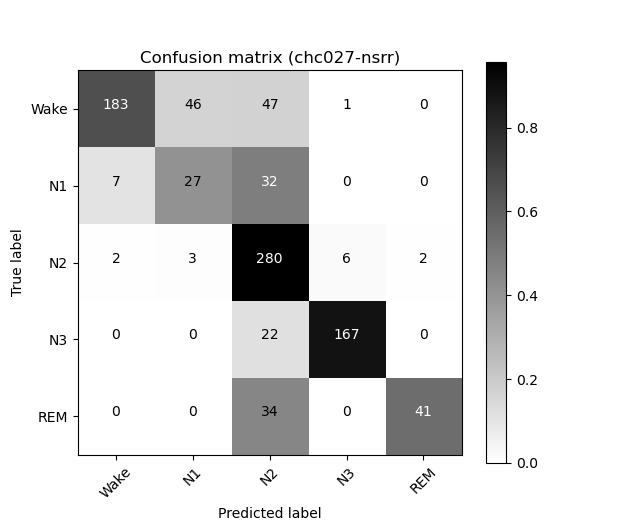 Confusion matrix (chc027-nsrr)
Wake 183 46 47 1 0
N1 7 27 32 0 0
N2 2 3 280 6 2
N3 0 0 22 167 0
REM 0 0 34 0 41
Wake N1 N2 N3 REM
Predicted label
True label
0.8
0.6
0.4
0.2
0.0